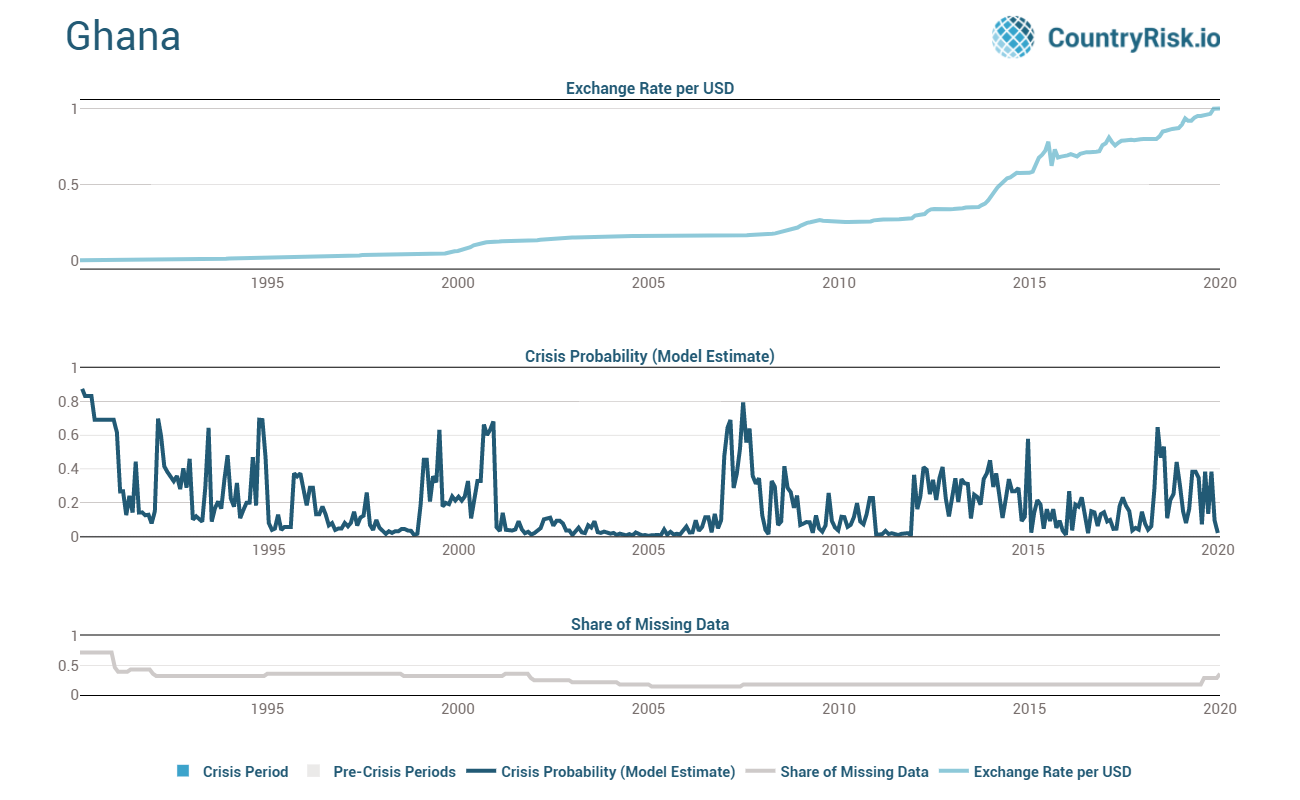 Ghana
CountryRisk.io
Exchange Rate per USD
1
0.5
0
1995 2000 2005 2010 2015 2020
Crisis Probability (Model Estimate)
1
0.8
0.6
0.4
0.2
0
1995 2000 2005 2010 2015 2020
Share of Missing Data
1
0.5
0
1995 2000 2005 2010 2015 2020
Crisis Period Pre-Crisis Periods Crisis Probability (Model Estimate) Share of Missing Data Exchange Rate per USD